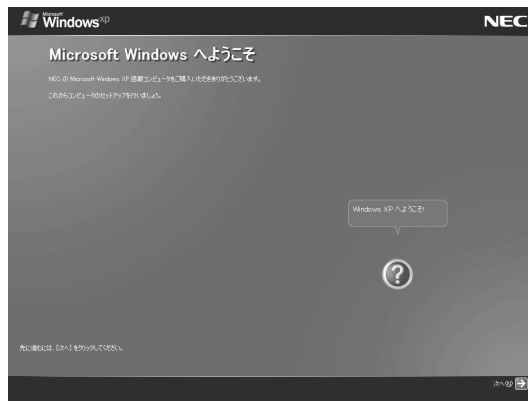 Microsoft
Windows xp
NEC
Microsoft Windows へようこそ
NEC の Microsoft Windows XP 搭載コンピュータをご購入いただきありがとうございます。
これからコンピュータのセットアップを行いましょう。
Windows XP へようこそ!
?
先に進むには、[次へ] をクリックしてください。
次へ(N)